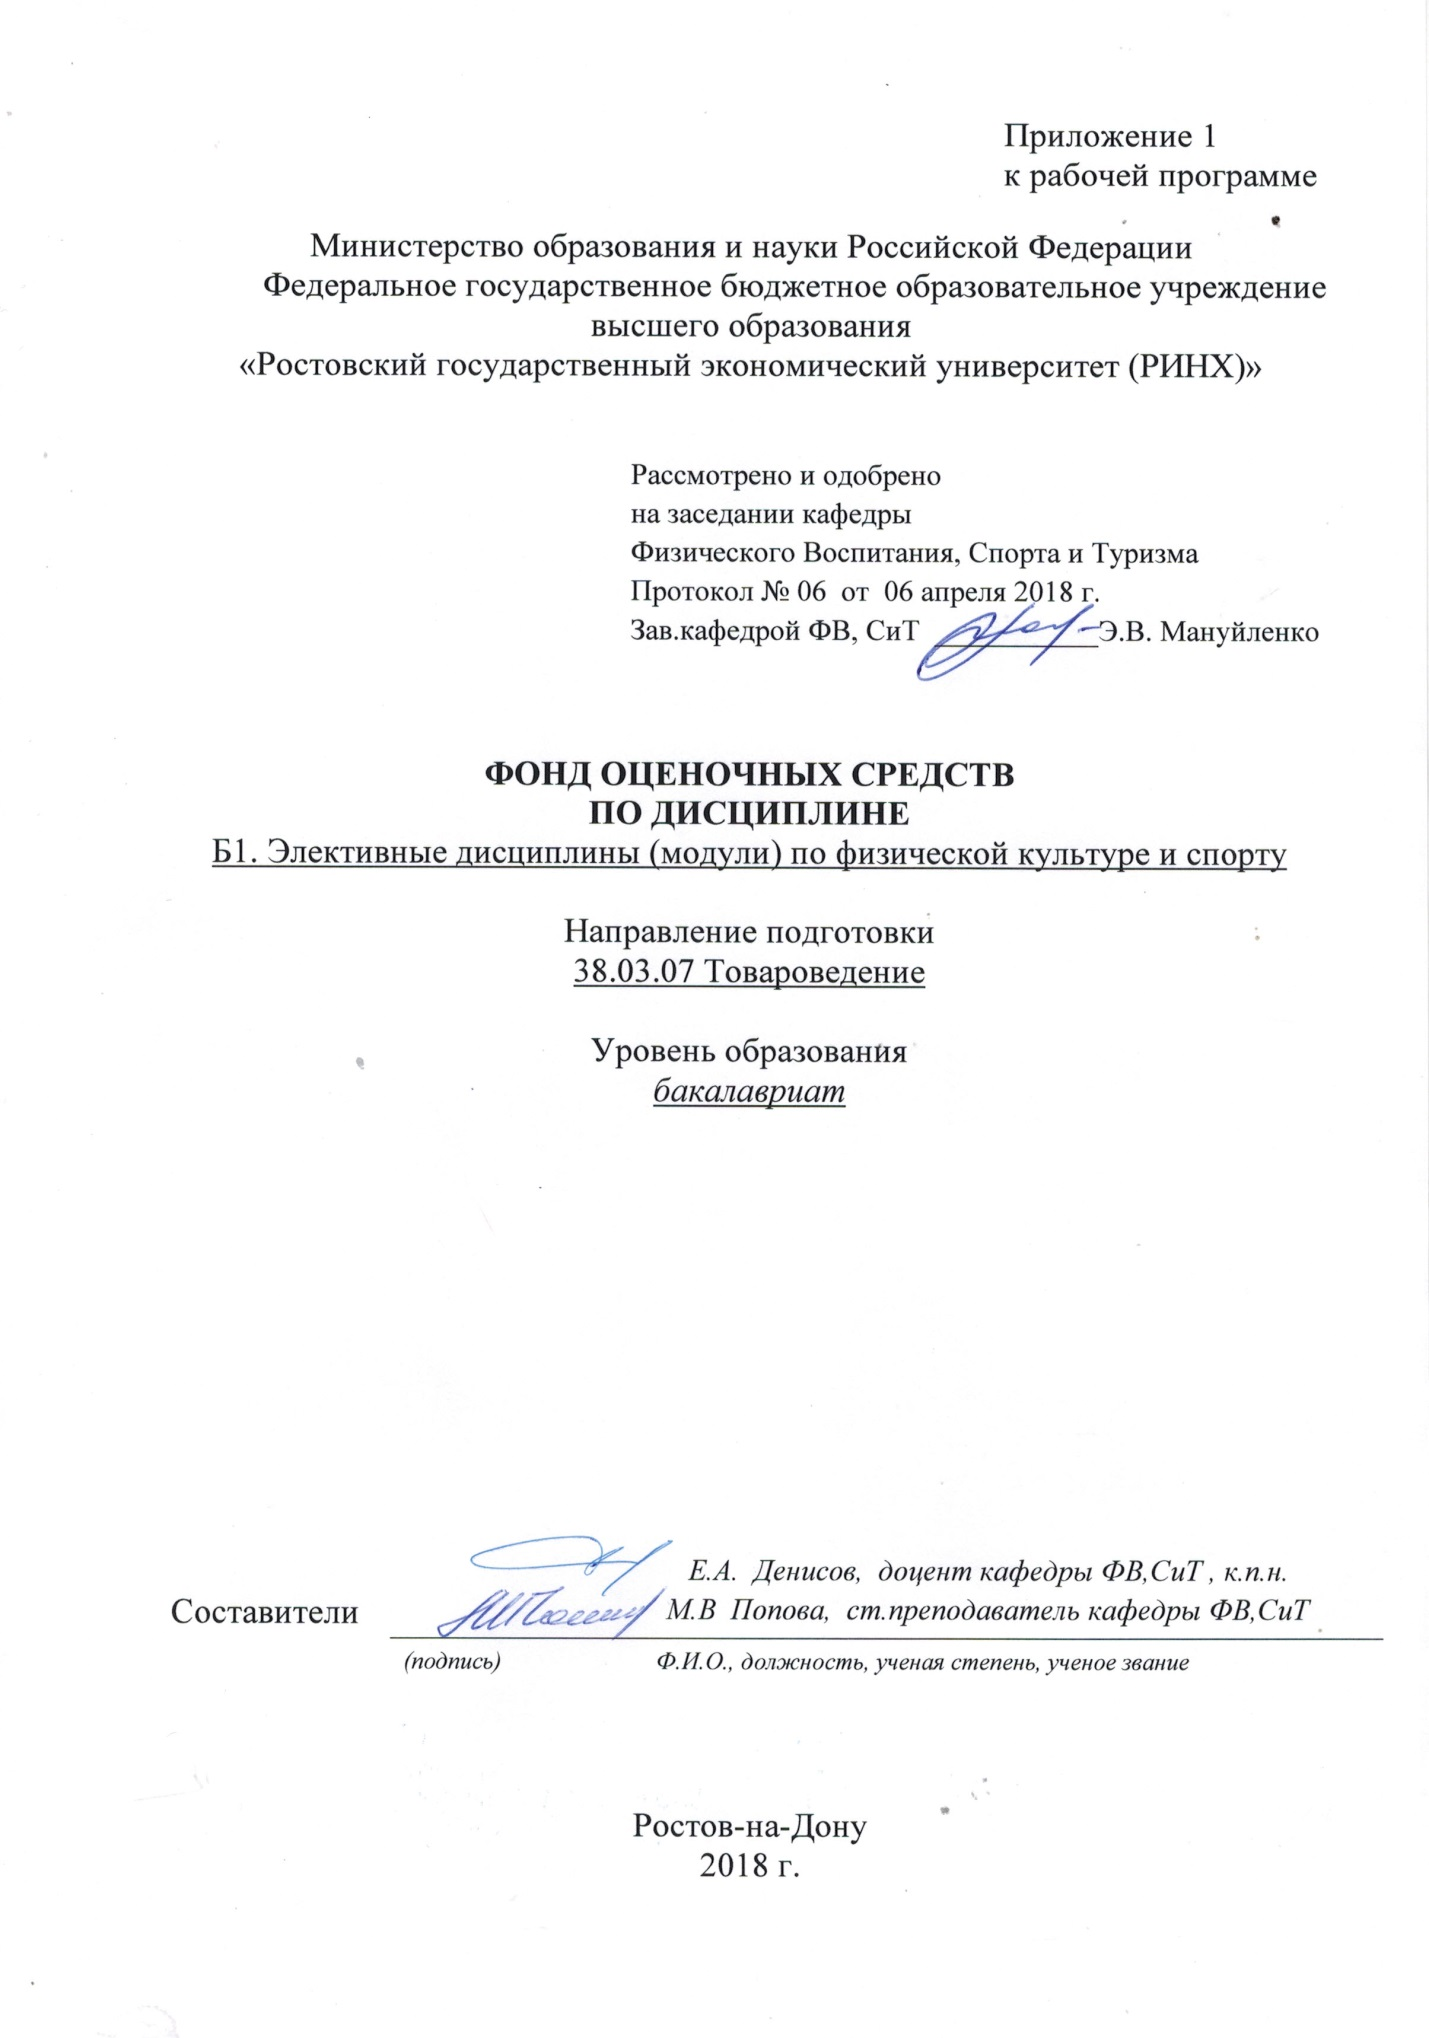 Приложение 1
к рабочей программе
Министерство образования и науки Российской Федерации
Федеральное государственное бюджетное образовательное учреждение
высшего образования
«Ростовский государственный экономический университет (РИНХ)»
Рассмотрено и одобрено
на заседании кафедры
Физического Воспитания, Спорта и Туризма
Протокол № 06 от 06 апреля 2018 г.
Зав.кафедрой ФВ, СиТ ____________Э.В. Мануйленко
ФОНД ОЦЕНОЧНЫХ СРЕДСТВ
ПО ДИСЦИПЛИНЕ
Б1. Элективные дисциплины (модули) по физической культуре и спорту
Направление подготовки
38.03.07 Товароведение
Уровень образования
бакалавриат
Е.А. Денисов, доцент кафедры ФВ,СиТ , к.п.н.
Составители М.В Попова, ст.преподаватель кафедры ФВ,СиТ
(подпись) Ф.И.О., должность, ученая степень, ученое звание
Ростов-на-Дону
2018 г.